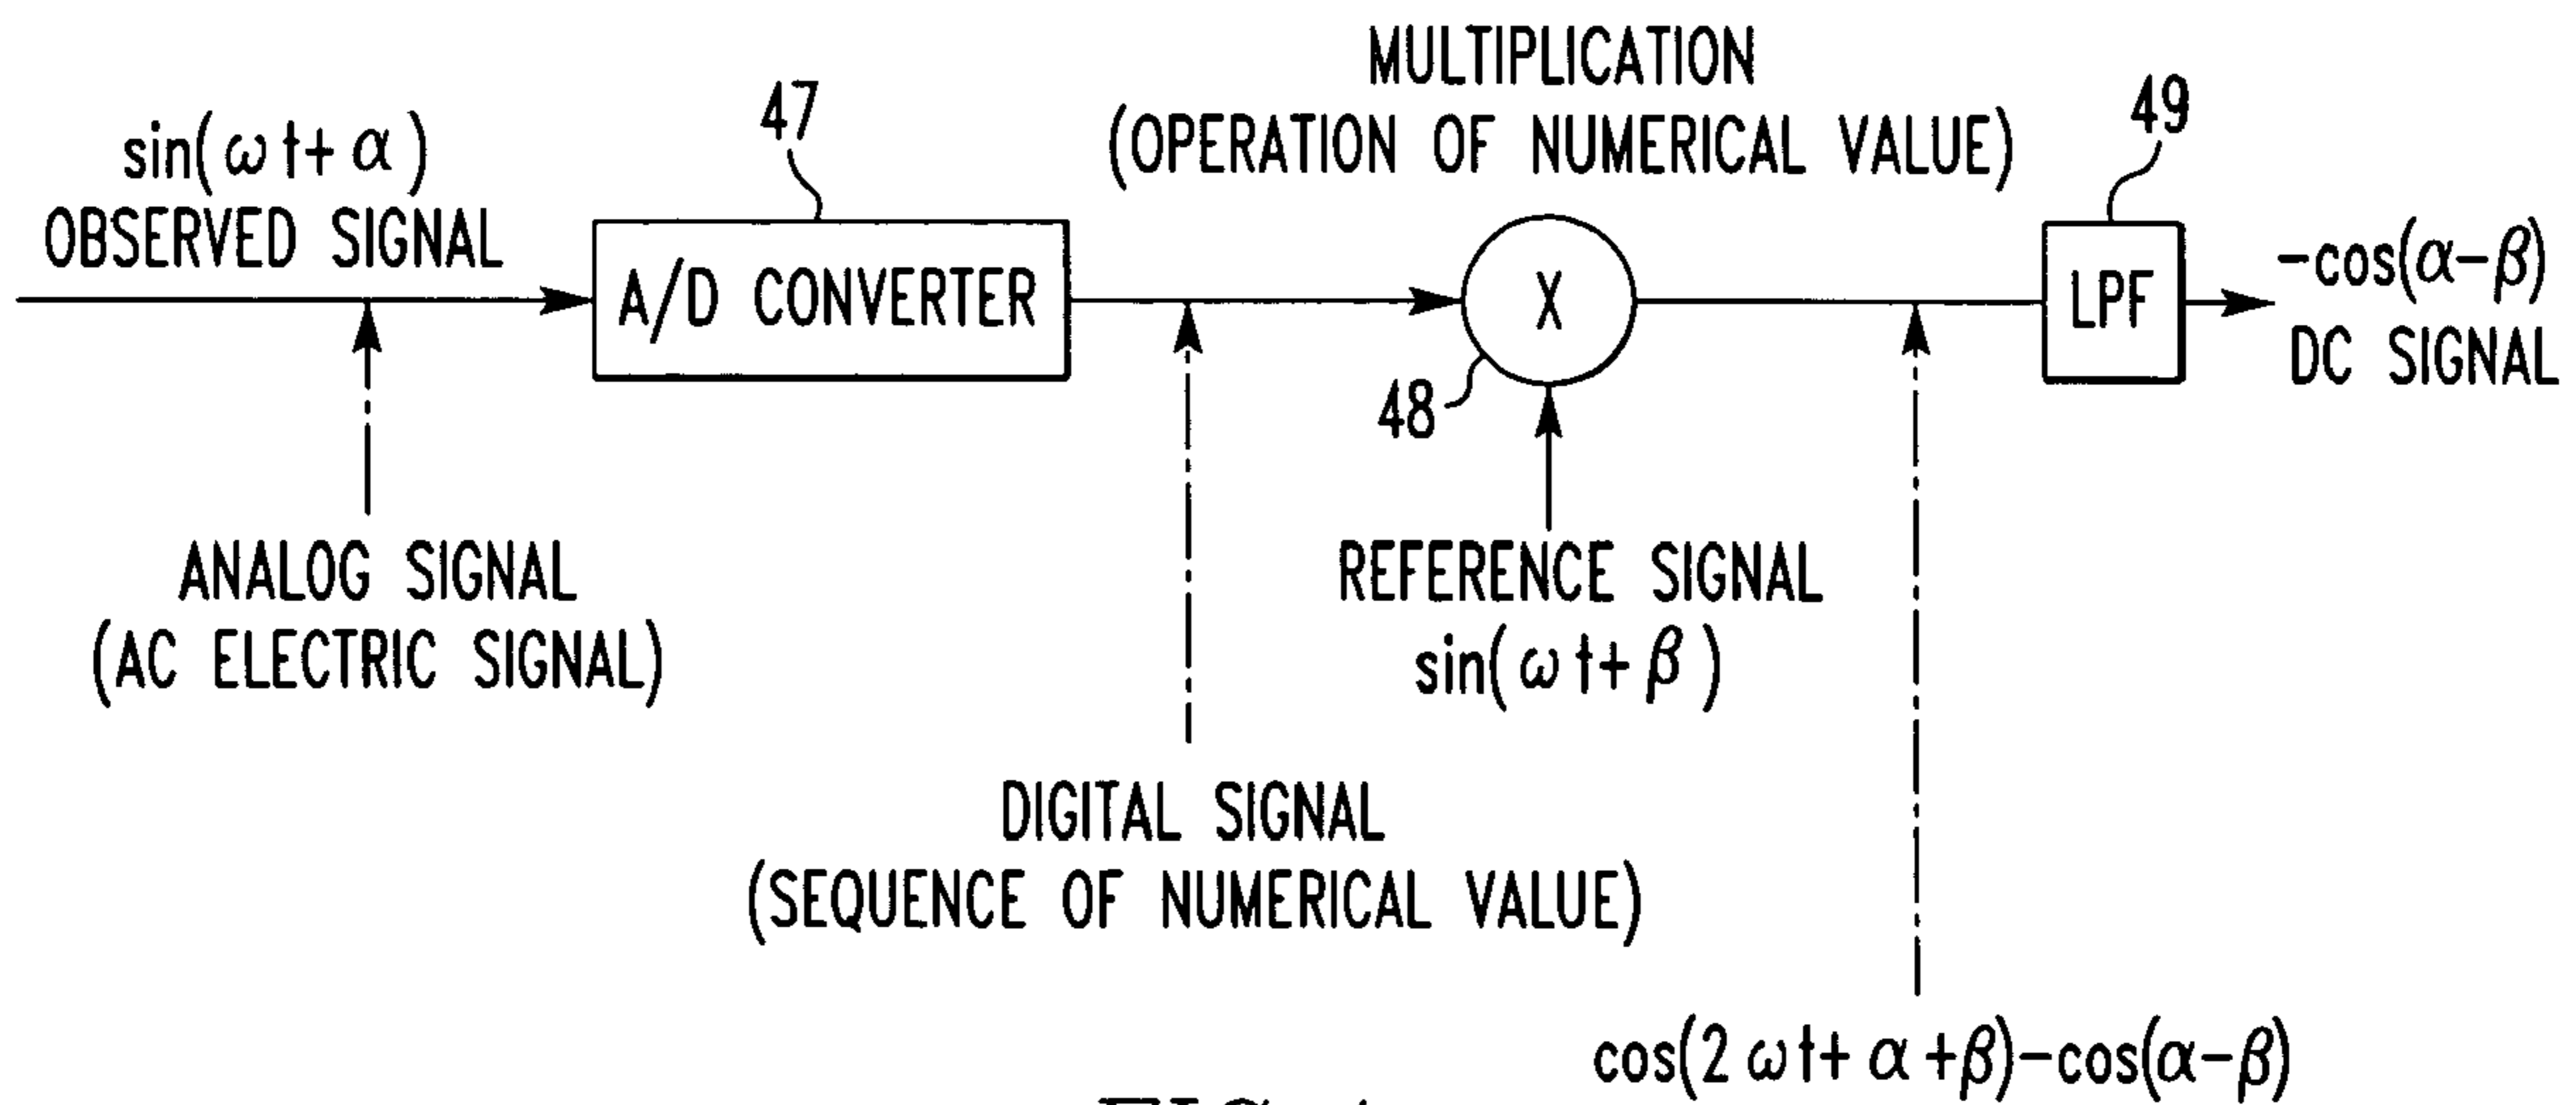 sin(ωt+α)
OBSERVED SIGNAL
47
A/D CONVERTER
MULTIPLICATION
(OPERATION OF NUMERICAL VALUE)
X
48
49
LPF
-cos(α-β)
DC SIGNAL
ANALOG SIGNAL
(AC ELECTRIC SIGNAL)
REFERENCE SIGNAL
sin(ωt+β)
DIGITAL SIGNAL
(SEQUENCE OF NUMERICAL VALUE)
cos(2ωt+α+β)-cos(α-β)